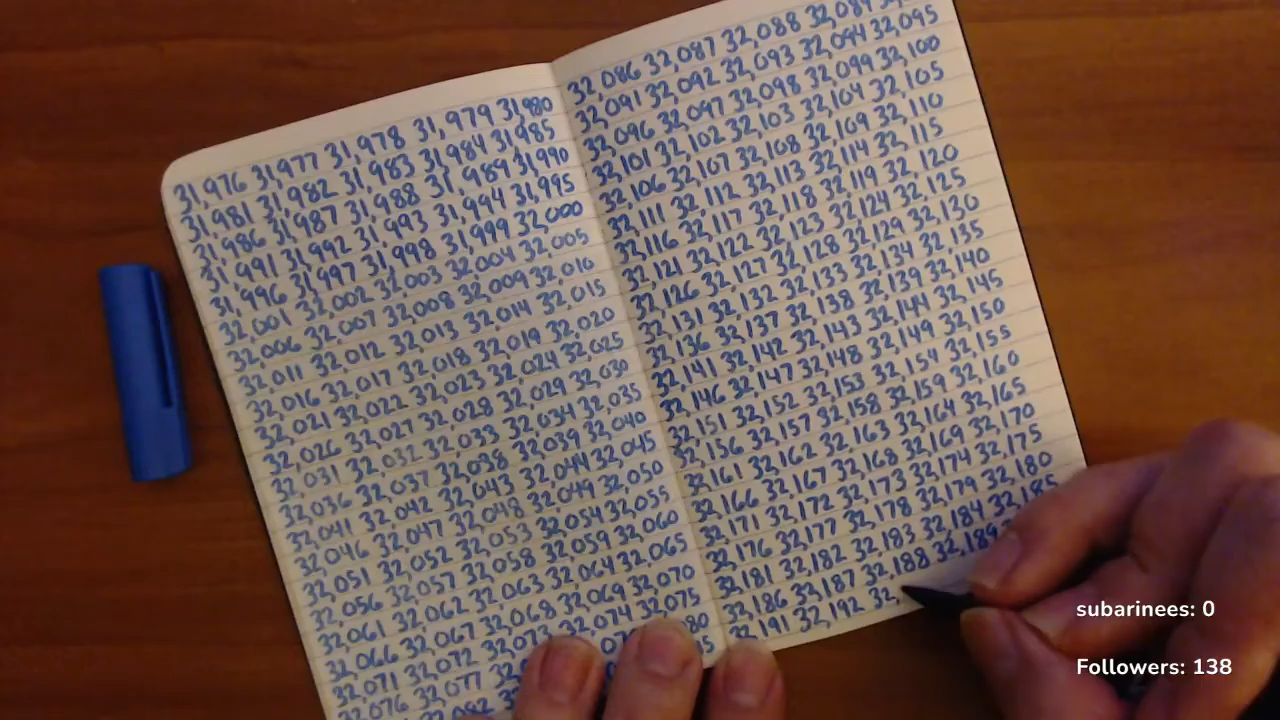 31,976 31,977 31,978 31,979 31,980
31,981 31,982 31,983 31,984 31,985
31,986 31,987 31,988 31,989 31,990
31,991 31,992 31,993 31,994 31,995
31,996 31,997 31,998 31,999 32,000
32,001 32,002 32,003 32,004 32,005
32,006 32,007 32,008 32,009 32,010
32,011 32,012 32,013 32,014 32,015
32,016 32,017 32,018 32,019 32,020
32,021 32,022 32,023 32,024 32,025
32,026 32,027 32,028 32,029 32,030
32,031 32,032 32,033 32,034 32,035
32,036 32,037 32,038 32,039 32,040
32,041 32,042 32,043 32,044 32,045
32,046 32,047 32,048 32,049 32,050
32,051 32,052 32,053 32,054 32,055
32,056 32,057 32,058 32,059 32,060
32,061 32,062 32,063 32,064 32,065
32,066 32,067 32,068 32,069 32,070
32,071 32,072 32,073 32,074 32,075
32,076 32,077
32,082
32,086 32,087 32,088 32,089
32,091 32,092 32,093 32,094 32,095
32,096 32,097 32,098 32,099 32,100
32,101 32,102 32,103 32,104 32,105
32,106 32,107 32,108 32,109 32,110
32,111 32,112 32,113 32,114 32,115
32,116 32,117 32,118 32,119 32,120
32,121 32,122 32,123 32,124 32,125
32,126 32,127 32,128 32,129 32,130
32,131 32,132 32,133 32,134 32,135
32,136 32,137 32,138 32,139 32,140
32,141 32,142 32,143 32,144 32,145
32,146 32,147 32,148 32,149 32,150
32,151 32,152 32,153 32,154 32,155
32,156 32,157 32,158 32,159 32,160
32,161 32,162 32,163 32,164 32,165
32,166 32,167 32,168 32,169 32,170
32,171 32,172 32,173 32,174 32,175
32,176 32,177 32,178 32,179 32,180
32,181 32,182 32,183 32,184 32,185
32,186 32,187 32,188 32,189
32,191 32,192 32,
subarinees: 0
Followers: 138